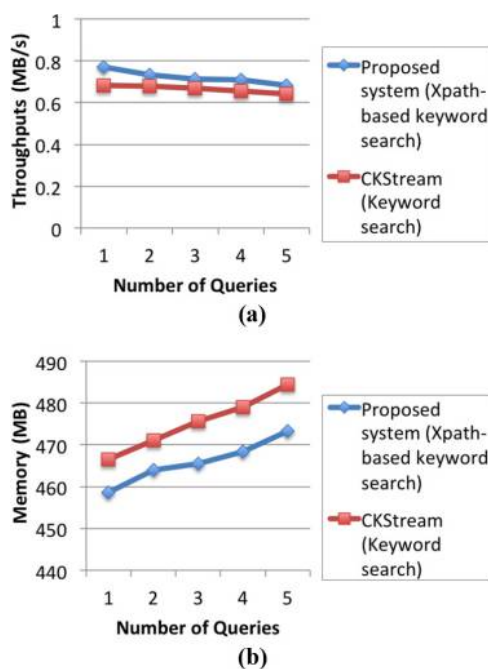 Throughputs (MB/s)
1
0.8
0.6
0.4
0.2
0
1 2 3 4 5
Number of Queries
Proposed
system (Xpath-
based keyword
search)
CKStream
(Keyword
search)
(a)
Memory (MB)
490
480
470
460
450
440
1 2 3 4 5
Number of Queries
Proposed
system (Xpath-
based keyword
search)
CKStream
(Keyword
search)
(b)